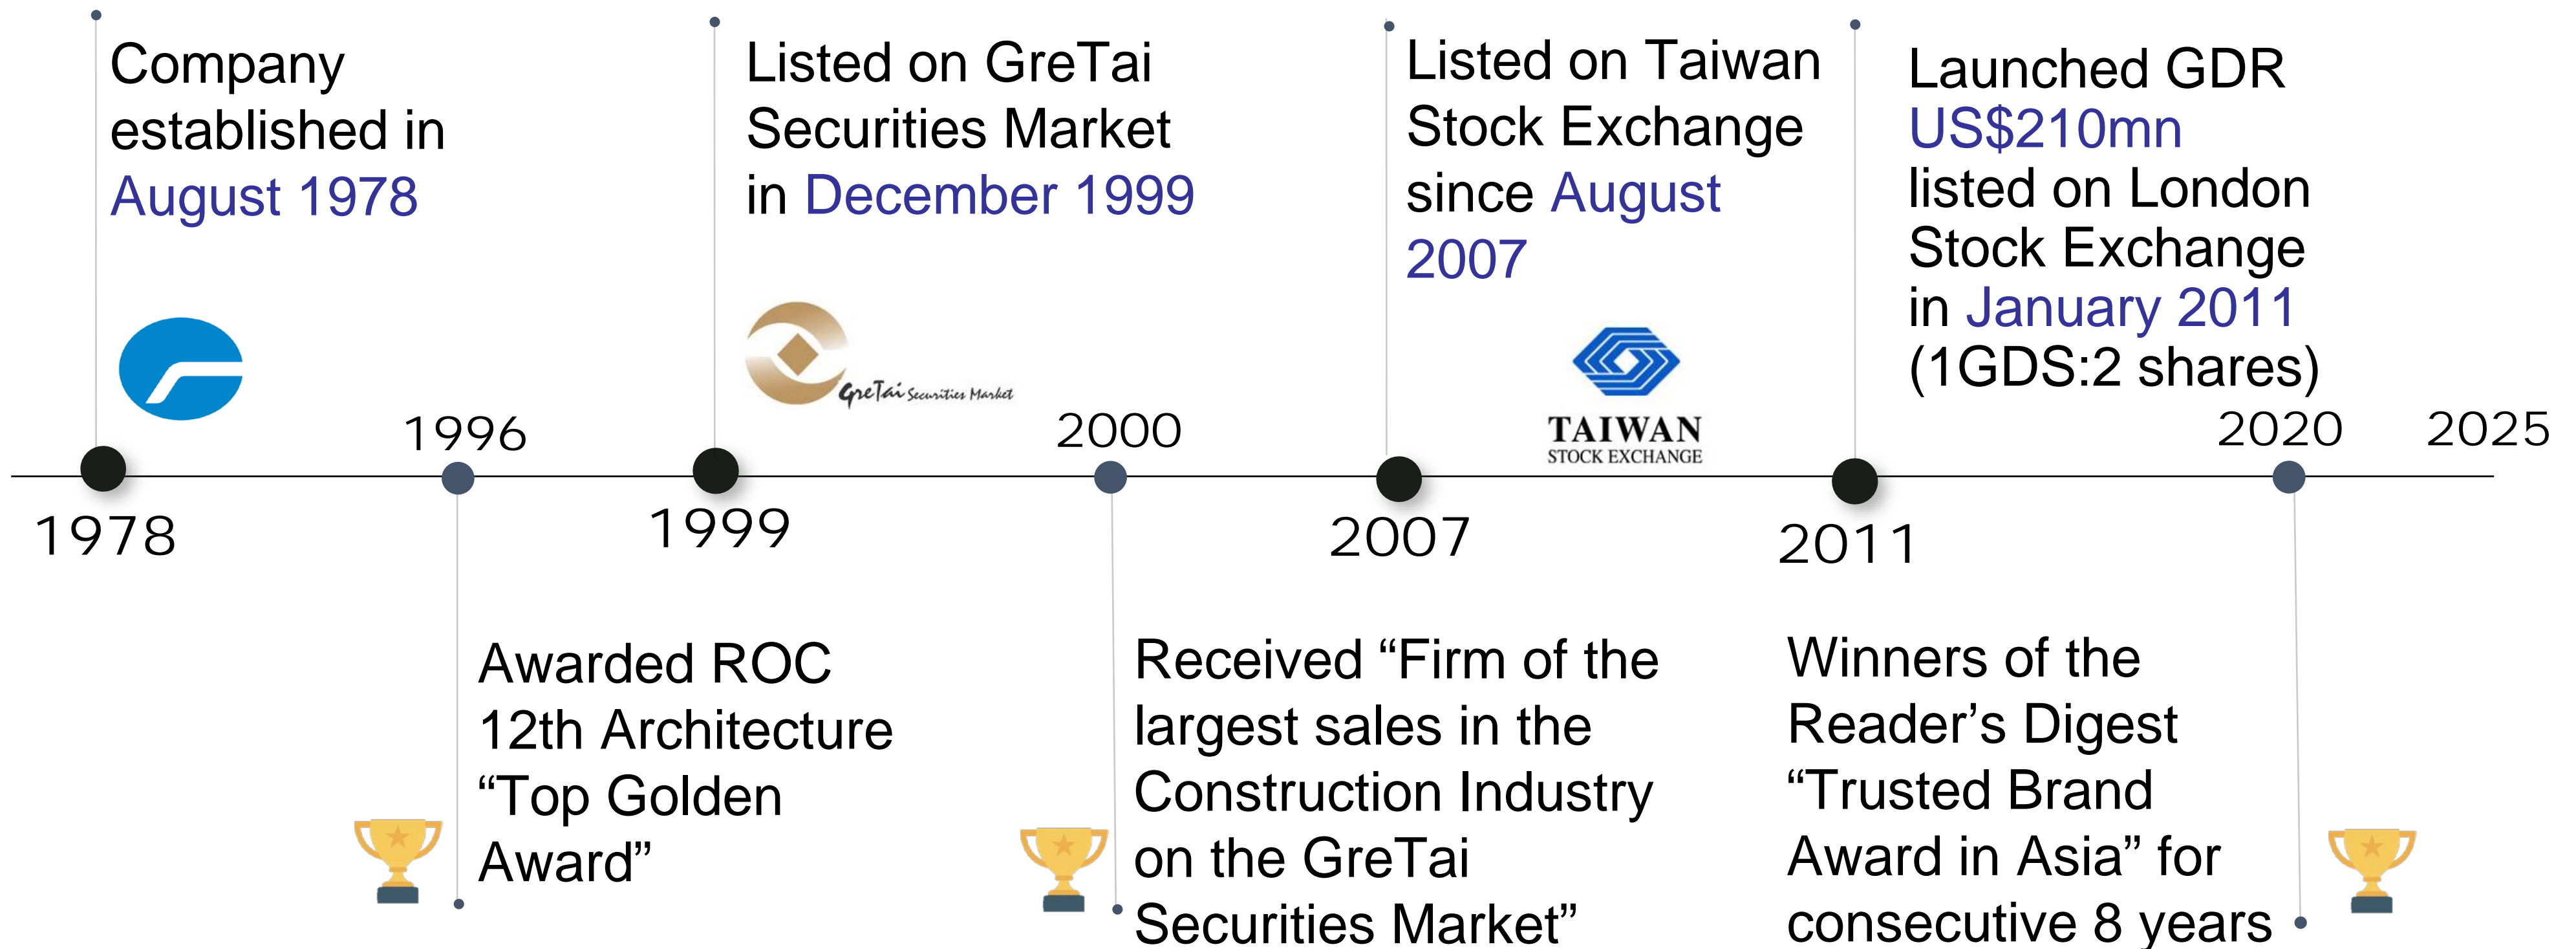 Company
established in
August 1978
Listed on GreTai
Securities Market
in December 1999
GreTai Securities Market
Listed on Taiwan
Stock Exchange
since August
2007
TAIWAN
STOCK EXCHANGE
Launched GDR
US$210mn
listed on London
Stock Exchange
in January 2011
(1GDS:2 shares)
1996
2000
2020
2025
1978
1999
2007
2011
Awarded ROC
12th Architecture
“Top Golden
Award”
Received “Firm of the
largest sales in the
Construction Industry
on the GreTai
Securities Market”
Winners of the
Reader’s Digest
“Trusted Brand
Award in Asia” for
consecutive 8 years